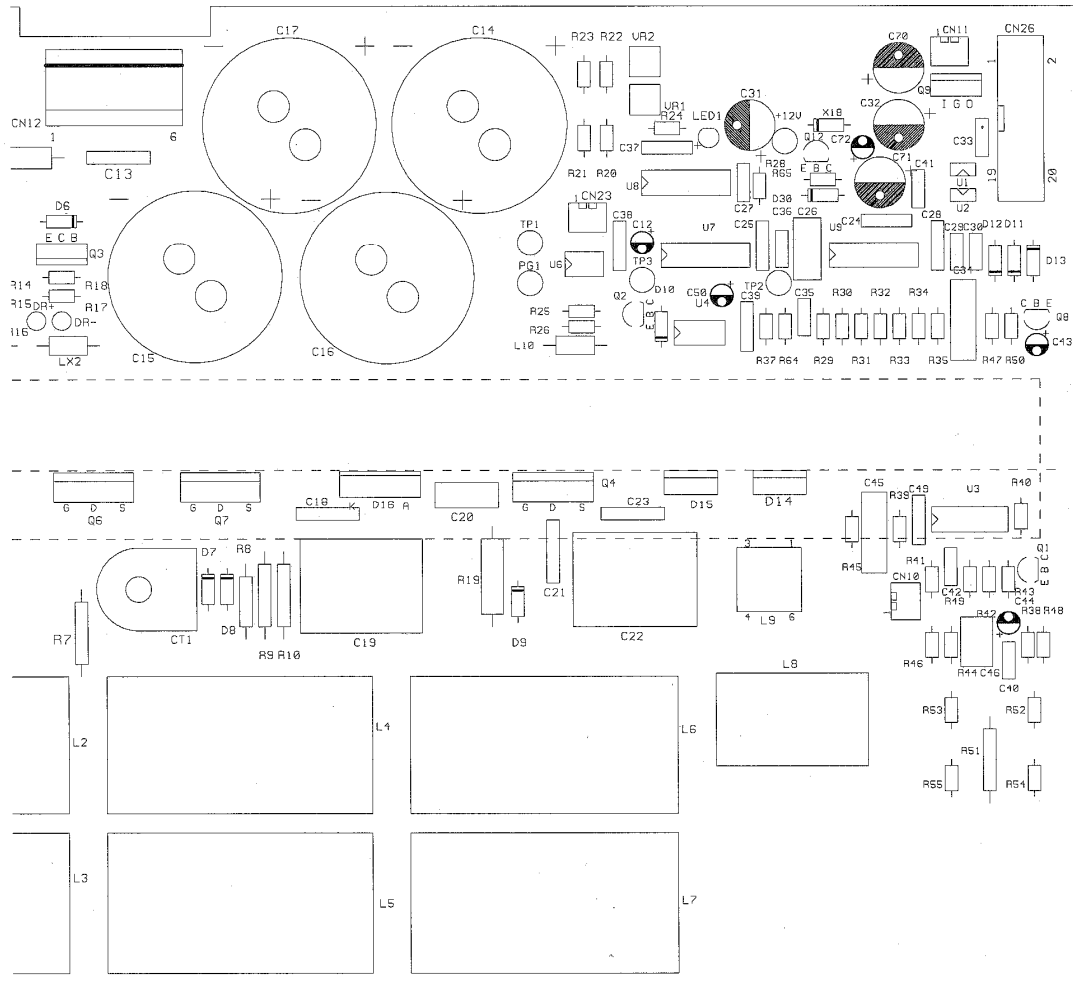 C17 C14 R23 R22 VR2 C70 CN11 CN26
1 2
Q9
C31
I G O
VR1
CN12 1 6 R24 LED1 +12V X18 C32
Q12 C72 C33
C37
C13 R21 R20 R28 R65 E B C C71 C41
U8 19 20
U1
CN23 C27 D30 U2
D6 C38 C12 C36 C26 C24 C28
E C B TP1 U7 C25 U9 C29 C30 D12 D11
Q3
U6 TP3 D13
R14 R18 PG1 D10 TP2
R15 DR+ R17 C50 C39 C35 R30 R32 R34
Q2 U4 C B E
R25 E B C Q8
R16 DR-
R26
L10 C43
LX2 C15 C16 R37 R64 R29 R31 R33 R35 R47 R50
Q4 C45 C49 U3 R40
C18 K D16 A C23 D15 D14 R39
G D S G D S C20 G D S
Q6 Q7
D7 R8 3 1 R41 Q1
R45 E B C
R19 C21 CN10 C42 R49 R43
C44
D8 4 6 R42 R38 R48
R7 CT1 R9 R10 C19 D9 C22 L9
R46 R44 C46
L8 C40
L2 L4 L6 R53 R52
R51
R55 R54
L3 L5 L7